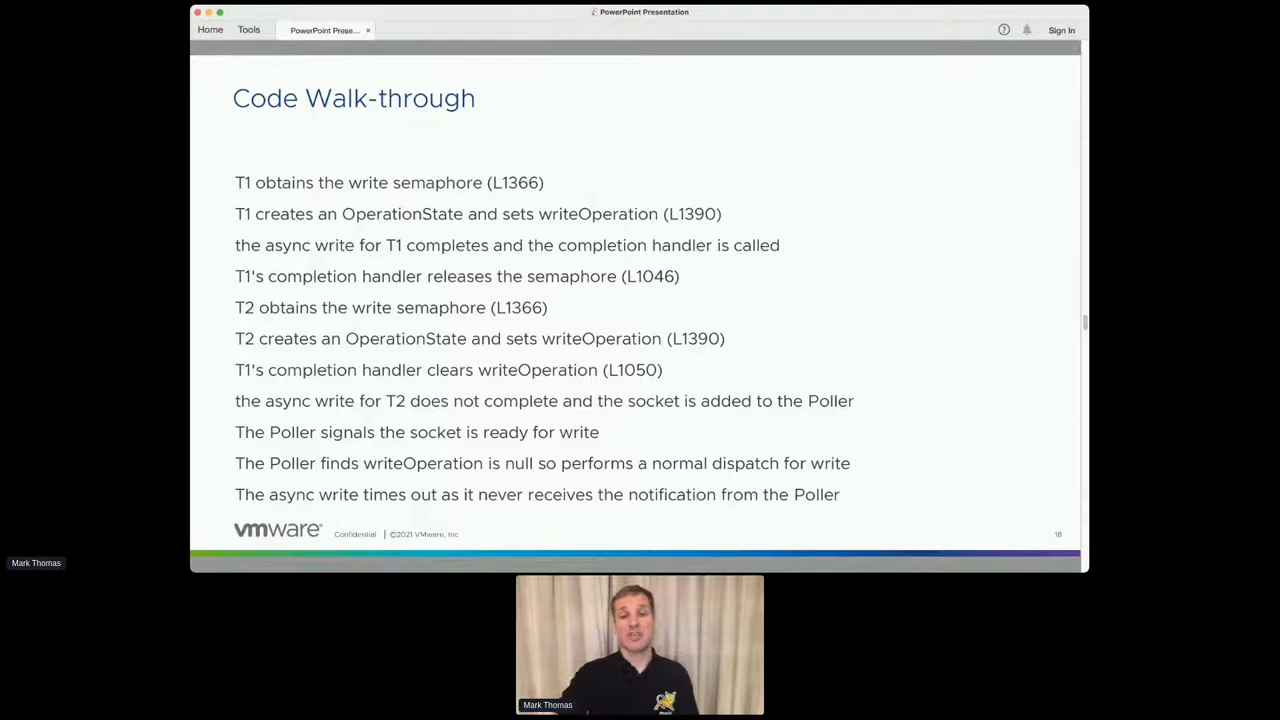 PowerPoint Presentation
Home
Tools
PowerPoint Prese...
×
Sign In
Code Walk-through
T1 obtains the write semaphore (L1366)
T1 creates an OperationState and sets writeOperation (L1390)
the async write for T1 completes and the completion handler is called
T1's completion handler releases the semaphore (L1046)
T2 obtains the write semaphore (L1366)
T2 creates an OperationState and sets writeOperation (L1390)
T1's completion handler clears writeOperation (L1050)
the async write for T2 does not complete and the socket is added to the Poller
The Poller signals the socket is ready for write
The Poller finds writeOperation is null so performs a normal dispatch for write
The async write times out as it never receives the notification from the Poller
vmware®
Confidential | ©2021 VMware, Inc
18
Mark Thomas
Mark Thomas